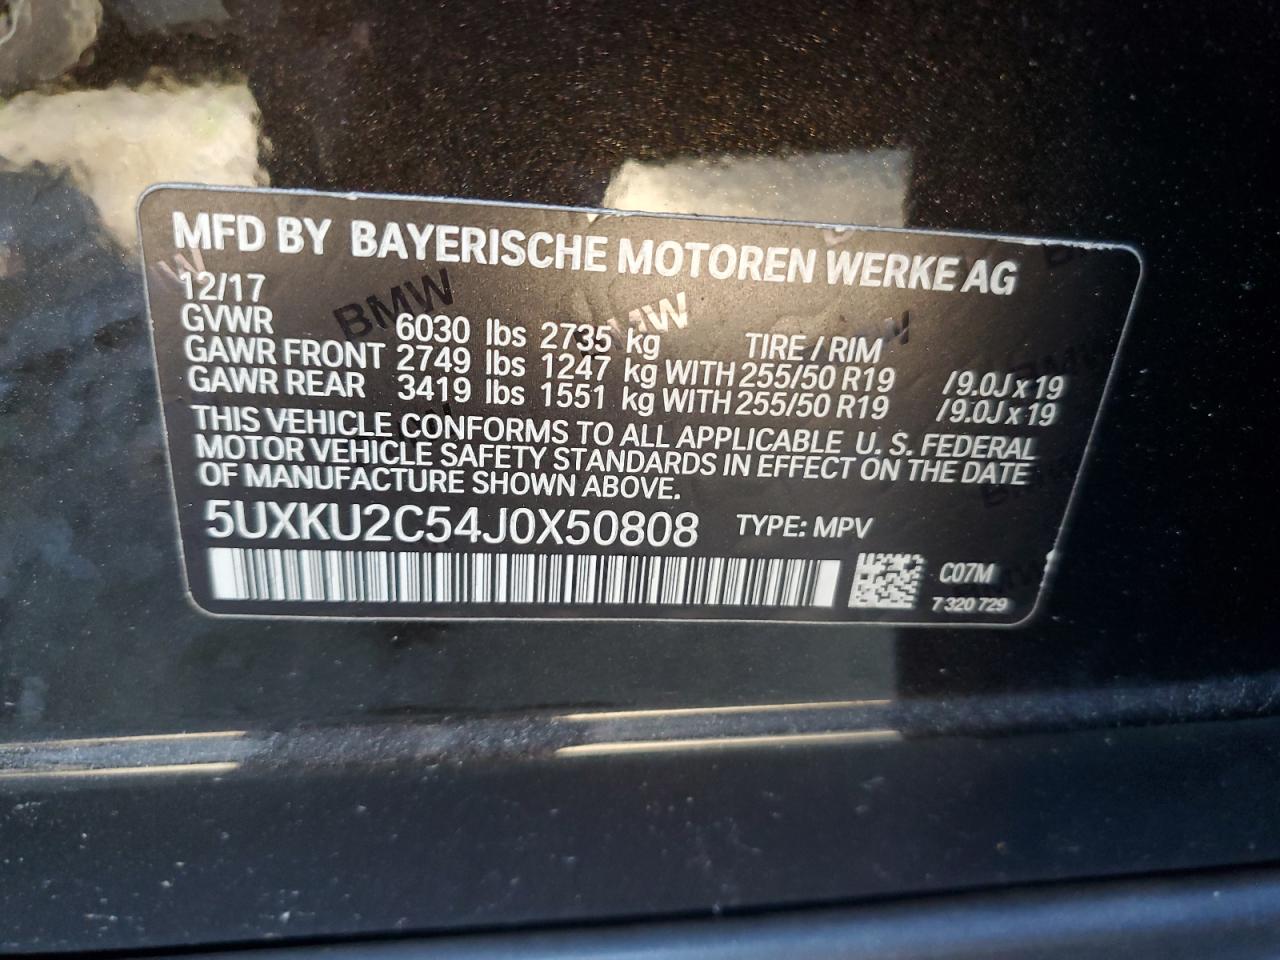 MFD BY BAYERISCHE MOTOREN WERKE AG
12/17
GVWR 6030 lbs 2735 kg TIRE / RIM
GAWR FRONT 2749 lbs 1247 kg WITH 255/50 R19 /9.0J x 19
GAWR REAR 3419 lbs 1551 kg WITH 255/50 R19 /9.0J x 19
THIS VEHICLE CONFORMS TO ALL APPLICABLE U. S. FEDERAL
MOTOR VEHICLE SAFETY STANDARDS IN EFFECT ON THE DATE
OF MANUFACTURE SHOWN ABOVE.
5UXKU2C54J0X50808 TYPE: MPV
C07M
7 320 729
BMW
BMW